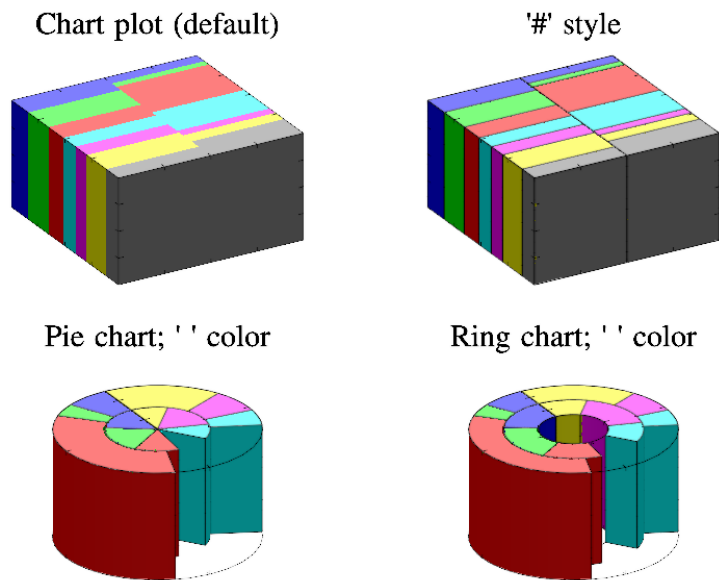 Chart plot (default)
'#' style
Pie chart; ' ' color
Ring chart; ' ' color